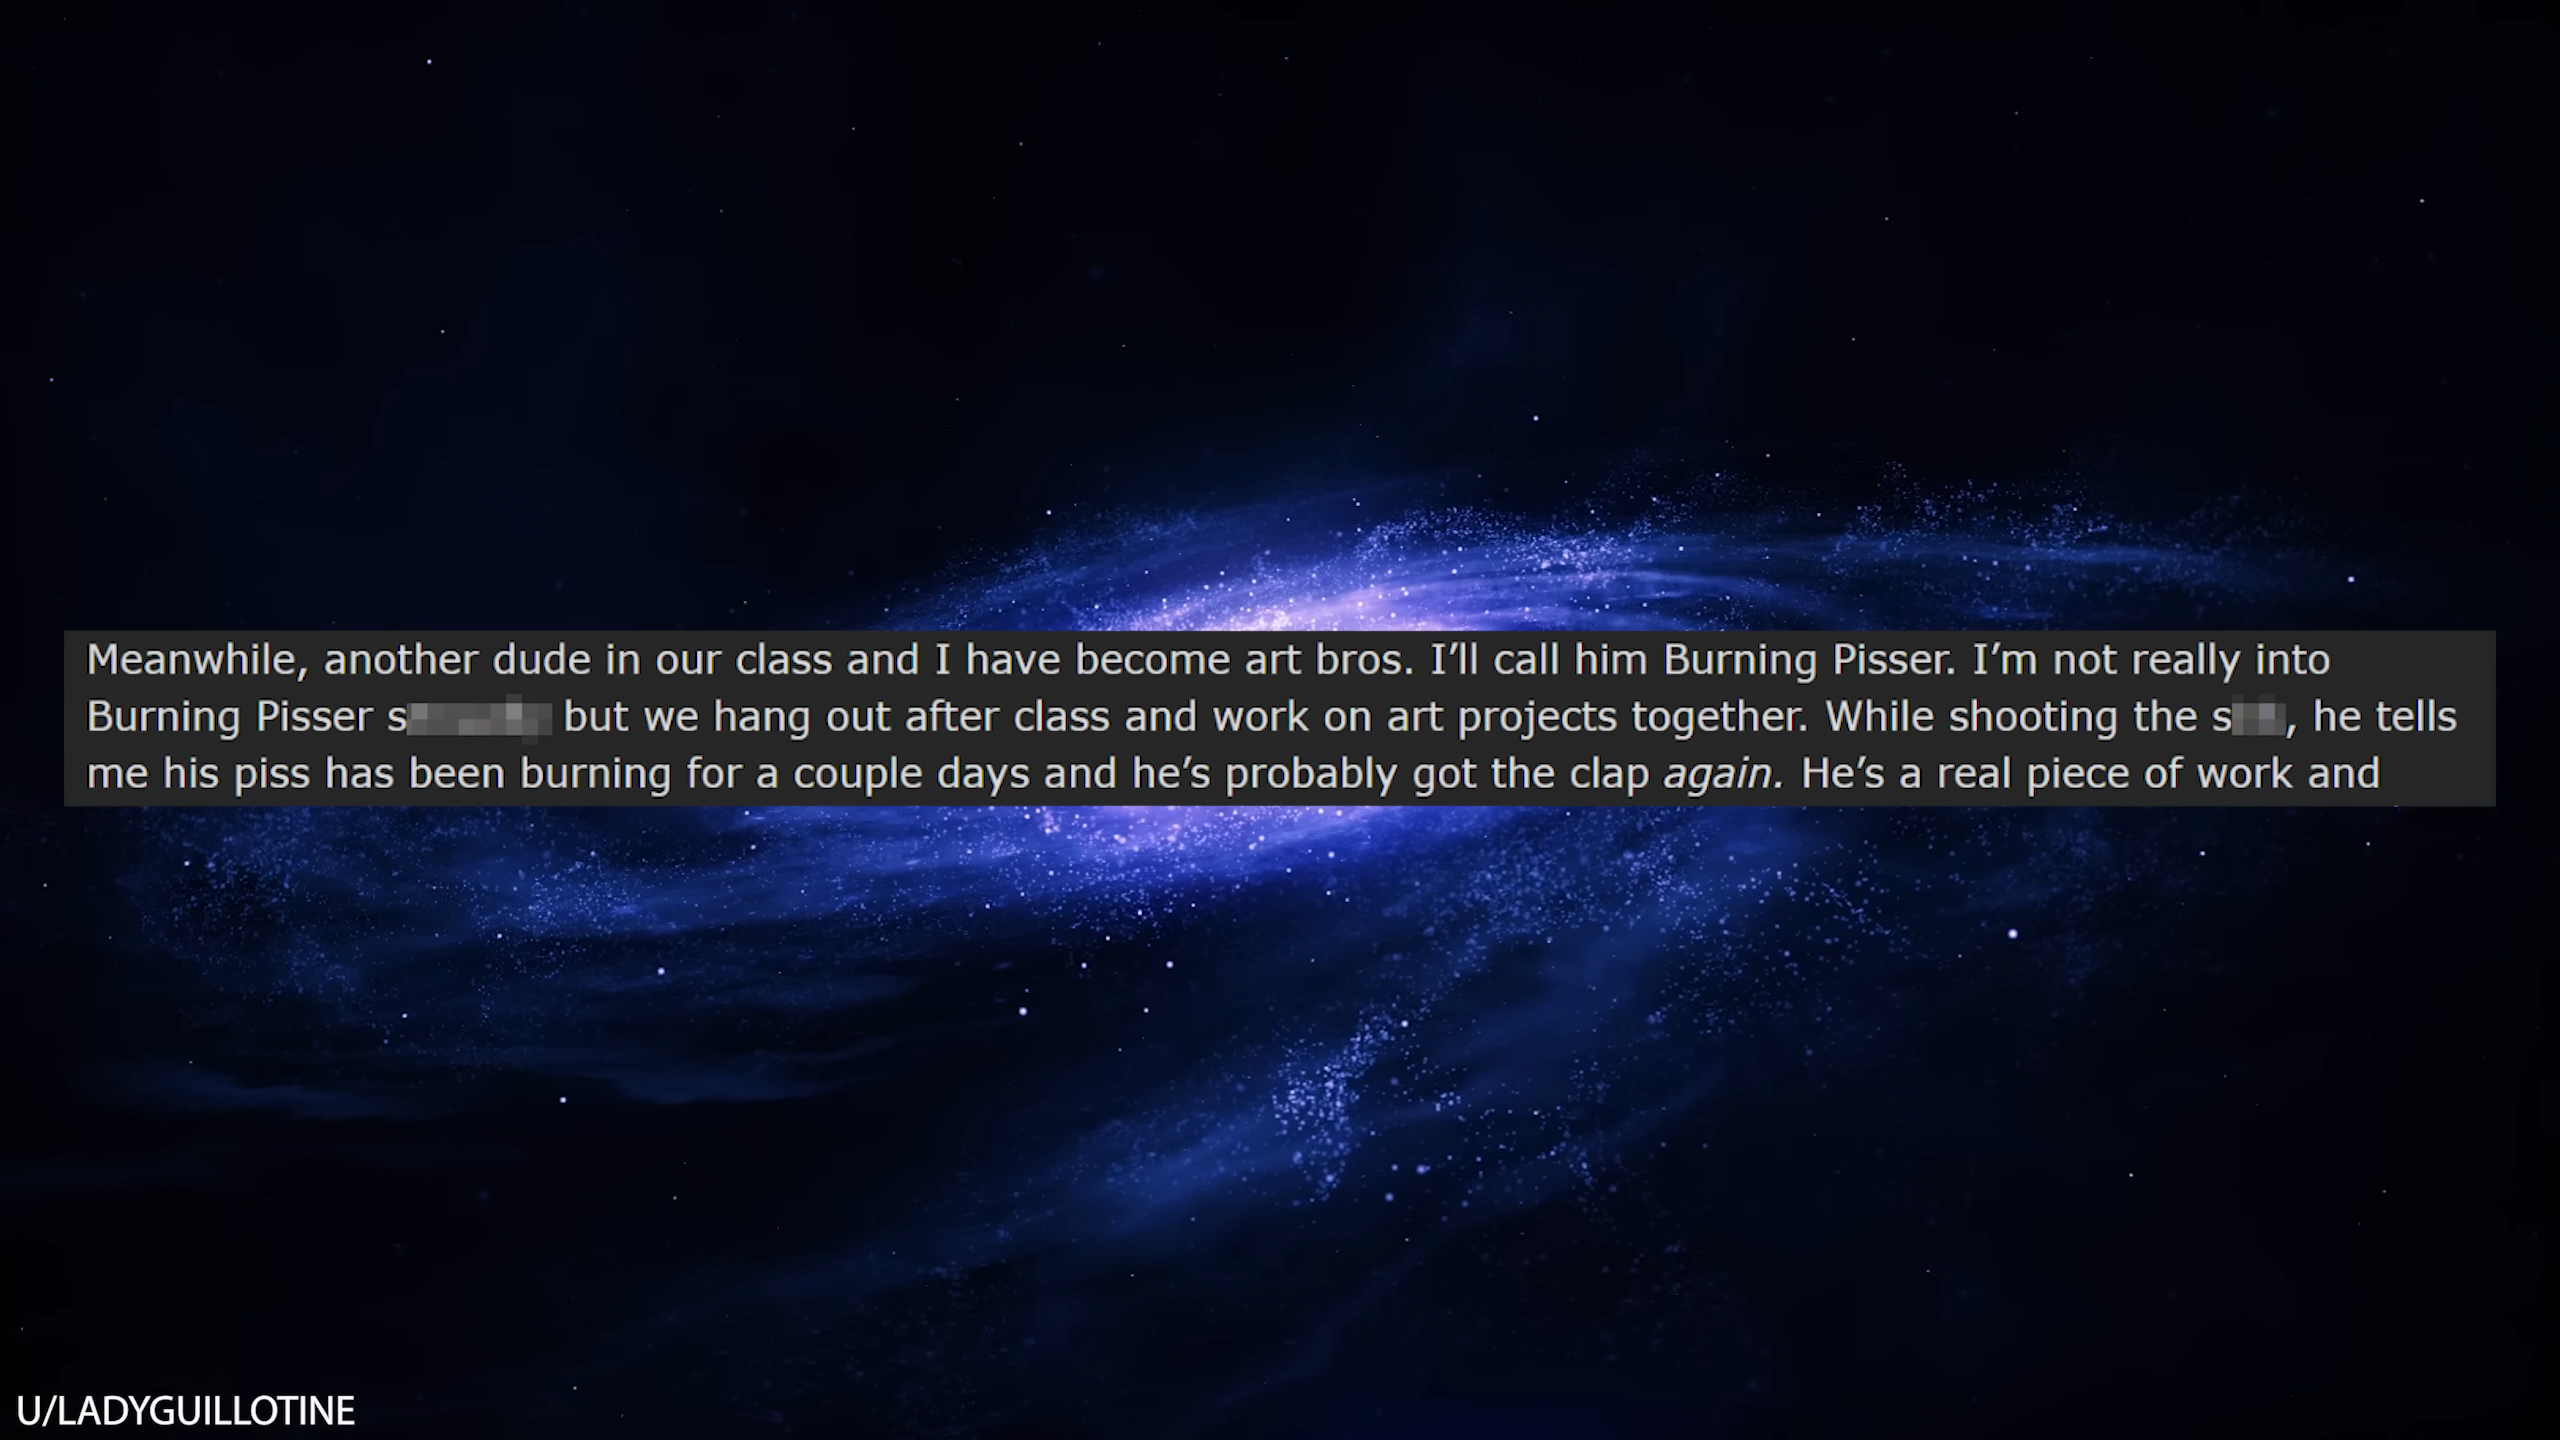 Meanwhile, another dude in our class and I have become art bros. I’ll call him Burning Pisser. I’m not really into
Burning Pisser s but we hang out after class and work on art projects together. While shooting the s, he tells
me his piss has been burning for a couple days and he’s probably got the clap again. He’s a real piece of work and
U/LADYGUILLOTINE